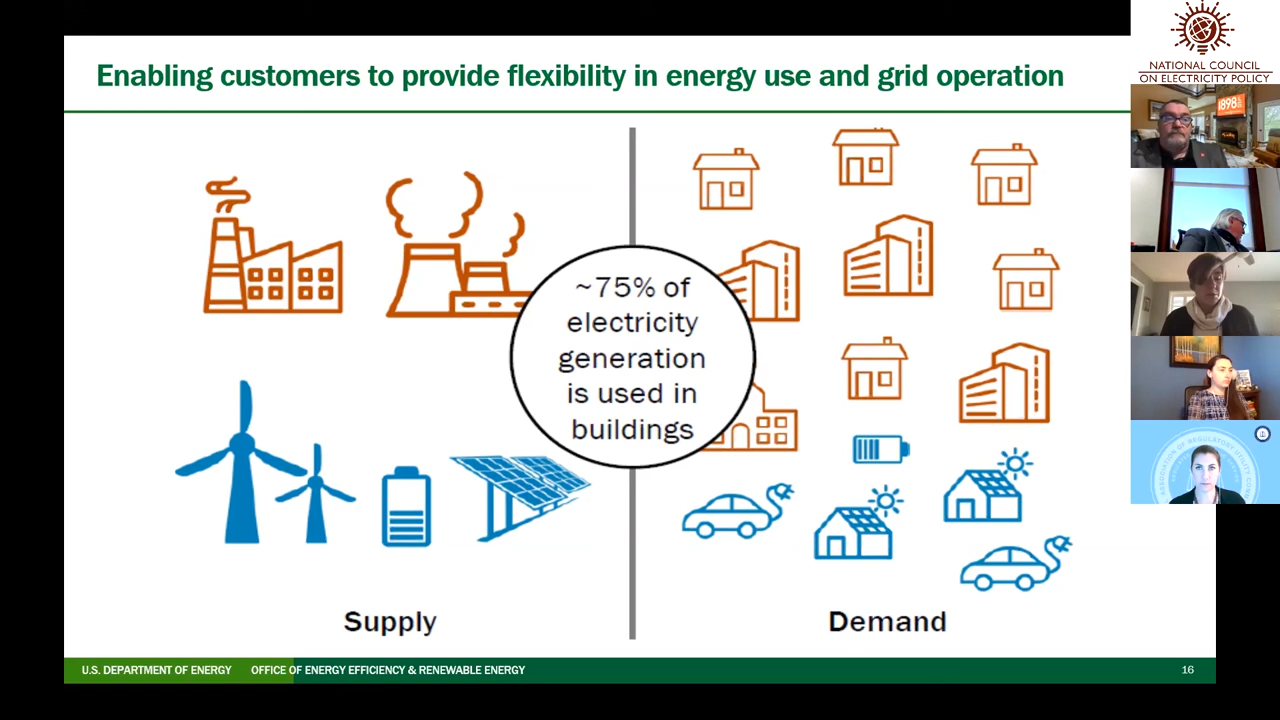 Enabling customers to provide flexibility in energy use and grid operation
NATIONAL COUNCIL
ON ELECTRICITY POLICY
1898
~75% of
electricity
generation
is used in
buildings
Supply
Demand
U.S. DEPARTMENT OF ENERGY
OFFICE OF ENERGY EFFICIENCY & RENEWABLE ENERGY
16